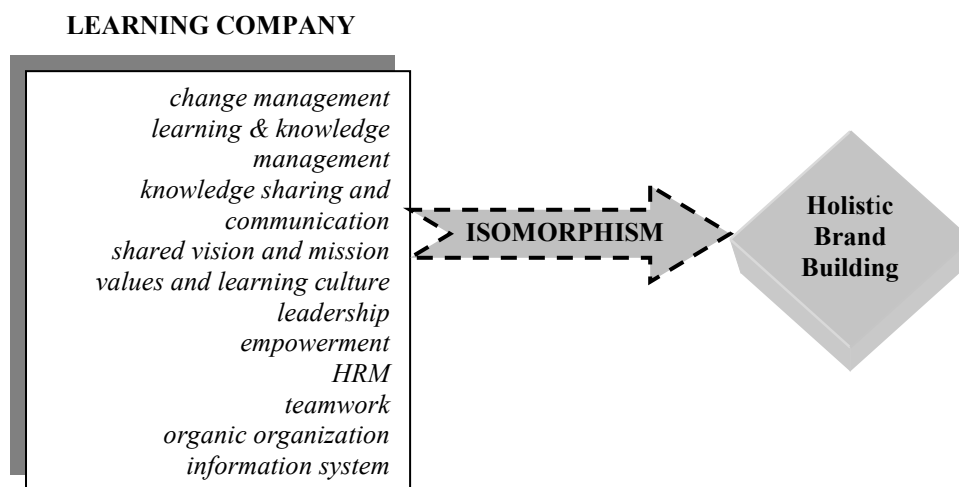 LEARNING COMPANY
change management
learning & knowledge
management
knowledge sharing and
communication
shared vision and mission
values and learning culture
leadership
empowerment
HRM
teamwork
organic organization
information system
ISOMORPHISM
Holistic
Brand
Building